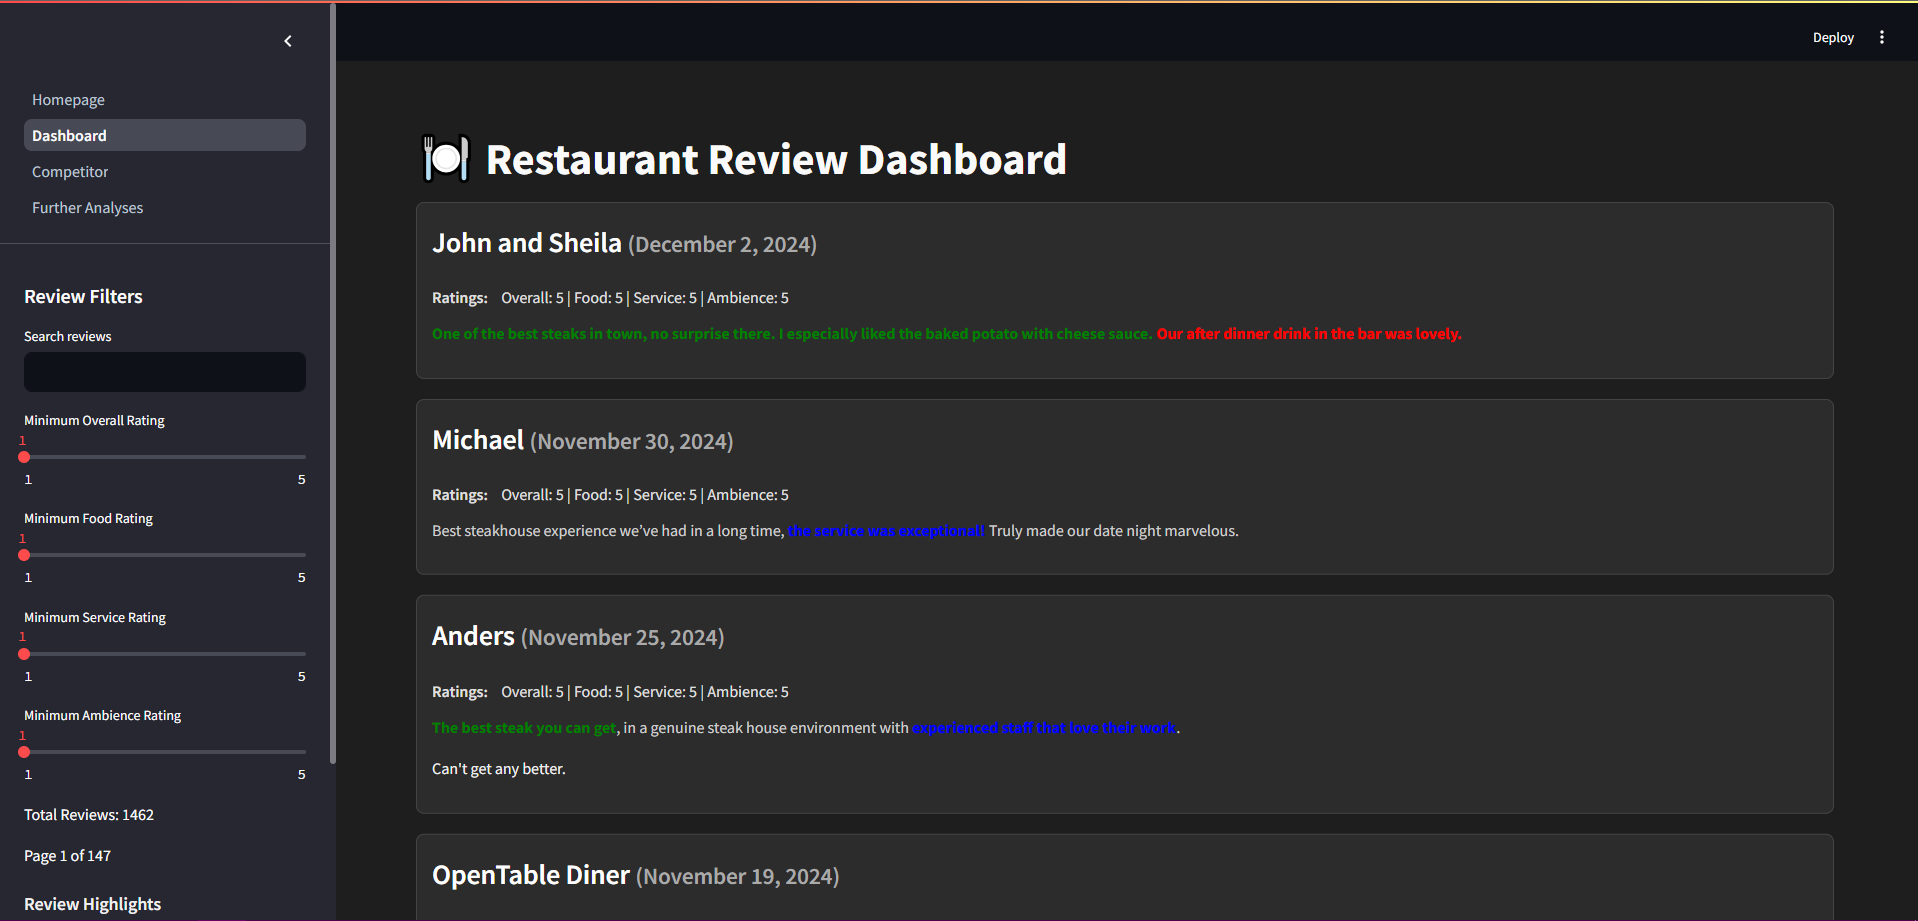 Deploy
Homepage
Dashboard
Competitor
Further Analyses
Review Filters
Search reviews
Minimum Overall Rating
1
1 5
Minimum Food Rating
1
1 5
Minimum Service Rating
1
1 5
Minimum Ambience Rating
1
1 5
Total Reviews: 1462
Page 1 of 147
Review Highlights
Restaurant Review Dashboard
John and Sheila (December 2, 2024)
Ratings: Overall: 5 | Food: 5 | Service: 5 | Ambience: 5
One of the best steaks in town, no surprise there. I especially liked the baked potato with cheese sauce. Our after dinner drink in the bar was lovely.
Michael (November 30, 2024)
Ratings: Overall: 5 | Food: 5 | Service: 5 | Ambience: 5
Best steakhouse experience we’ve had in a long time, the service was exceptional! Truly made our date night marvelous.
Anders (November 25, 2024)
Ratings: Overall: 5 | Food: 5 | Service: 5 | Ambience: 5
The best steak you can get, in a genuine steak house environment with experienced staff that love their work.
Can't get any better.
OpenTable Diner (November 19, 2024)